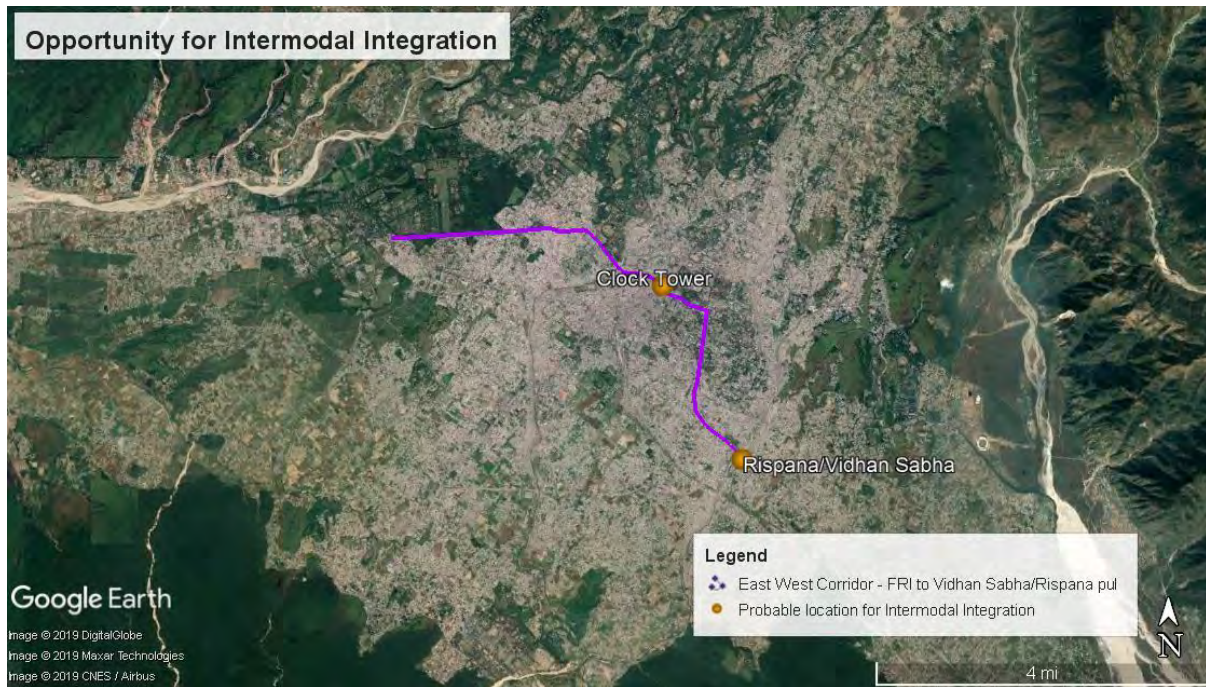 Opportunity for Intermodal Integration
Clock Tower
Rispana/Vidhan Sabha
Legend
East West Corridor - FRI to Vidhan Sabha/Rispana pul
Probable location for Intermodal Integration
Google Earth
Image © 2019 DigitalGlobe
Image © 2019 Maxar Technologies
Image © 2019 CNES / Airbus
N
4 mi